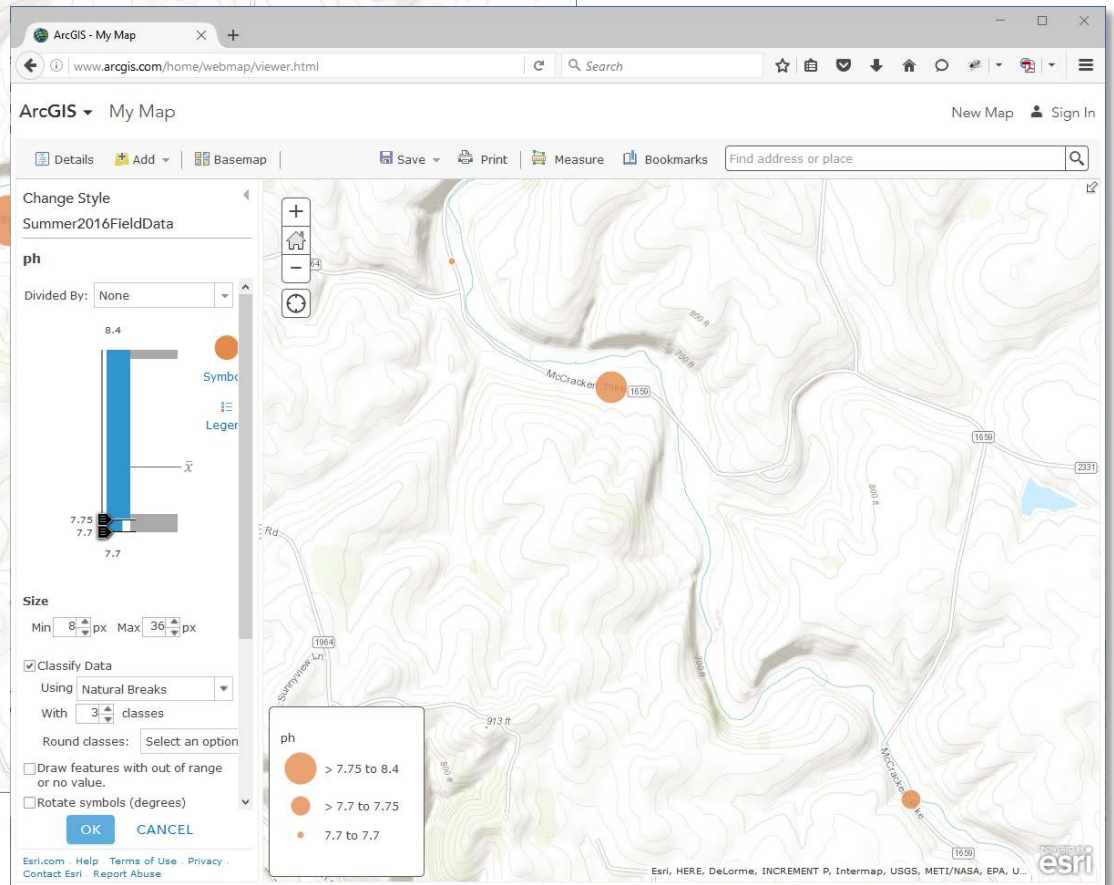 ArcGIS - My Map
www.arcgis.com/home/webmap/viewer.html
Search
ArcGIS My Map
New Map Sign In
Details Add Basemap Save Print Measure Bookmarks Find address or place
Change Style
Summer2016FieldData
ph
Divided By: None
8.4
Symbo
Leger
x̄
7.75
7.7
7.7
Size
Min 8 px Max 36 px
Classify Data
Using Natural Breaks
With 3 classes
Round classes: Select an option
Draw features with out of range
or no value.
Rotate symbols (degrees)
OK CANCEL
Esri.com . Help . Terms of Use . Privacy .
Contact Esri . Report Abuse
64
800 ft
700 ft
McCracken Pike 1659
1659
2331
800 ft
Rd
1964
Sunnyview Ln
700 ft
913 ft
800 ft
McCracken Pike
1659
ph
> 7.75 to 8.4
> 7.7 to 7.75
7.7 to 7.7
Esri, HERE, DeLorme, INCREMENT P, Intermap, USGS, METI/NASA, EPA, U...
POWERED BY
esri